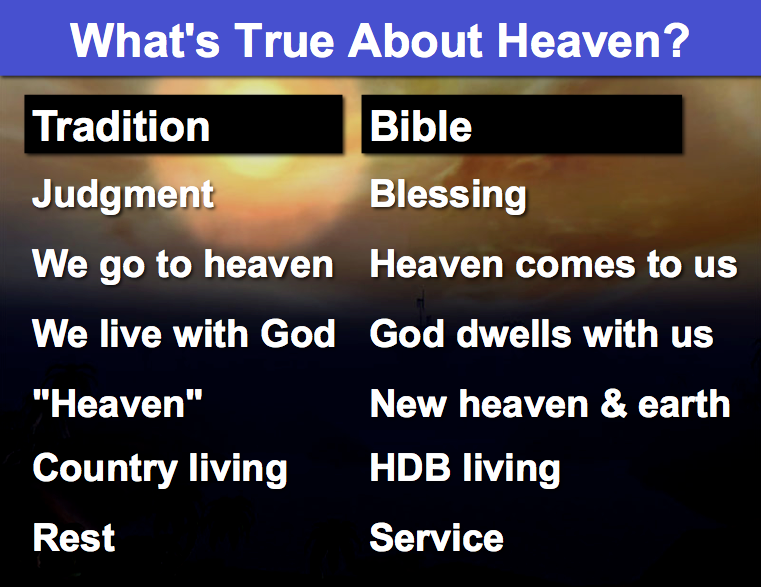 What's True About Heaven?
Tradition Bible
Judgment Blessing
We go to heaven Heaven comes to us
We live with God God dwells with us
"Heaven" New heaven & earth
Country living HDB living
Rest Service